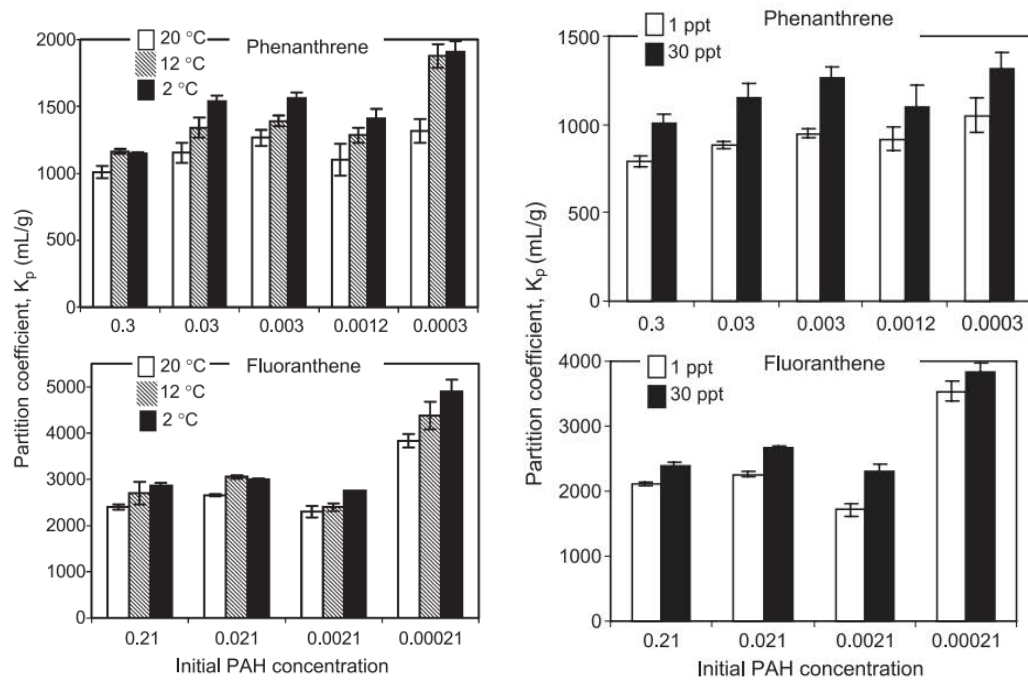 Partition coefficient, Kₚ (mL/g)
20 °C
12 °C
2 °C
Phenanthrene
2000
1500
1000
500
0
0.3 0.03 0.003 0.0012 0.0003
20 °C
12 °C
2 °C
Fluoranthene
5000
4000
3000
2000
1000
0
0.21 0.021 0.0021 0.00021
Initial PAH concentration
Partition coefficient, Kₚ (mL/g)
1 ppt
30 ppt
Phenanthrene
1500
1000
500
0
0.3 0.03 0.003 0.0012 0.0003
1 ppt
30 ppt
Fluoranthene
4000
3000
2000
1000
0
0.21 0.021 0.0021 0.00021
Initial PAH concentration